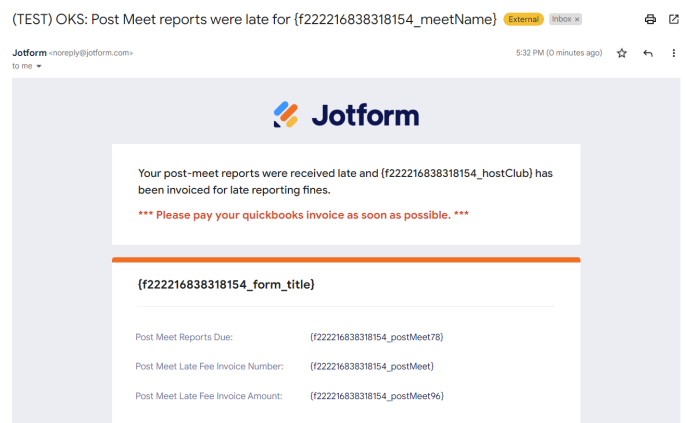 (TEST) OKS: Post Meet reports were late for {f222216838318154_meetName} External Inbox ×
Jotform <noreply@jotform.com> 5:32 PM (0 minutes ago)
to me
Jotform
Your post-meet reports were received late and {f222216838318154_hostClub} has
been invoiced for late reporting fines.
*** Please pay your quickbooks invoice as soon as possible. ***
{f222216838318154_form_title}
Post Meet Reports Due: {f222216838318154_postMeet78}
Post Meet Late Fee Invoice Number: {f222216838318154_postMeet}
Post Meet Late Fee Invoice Amount: {f222216838318154_postMeet96}